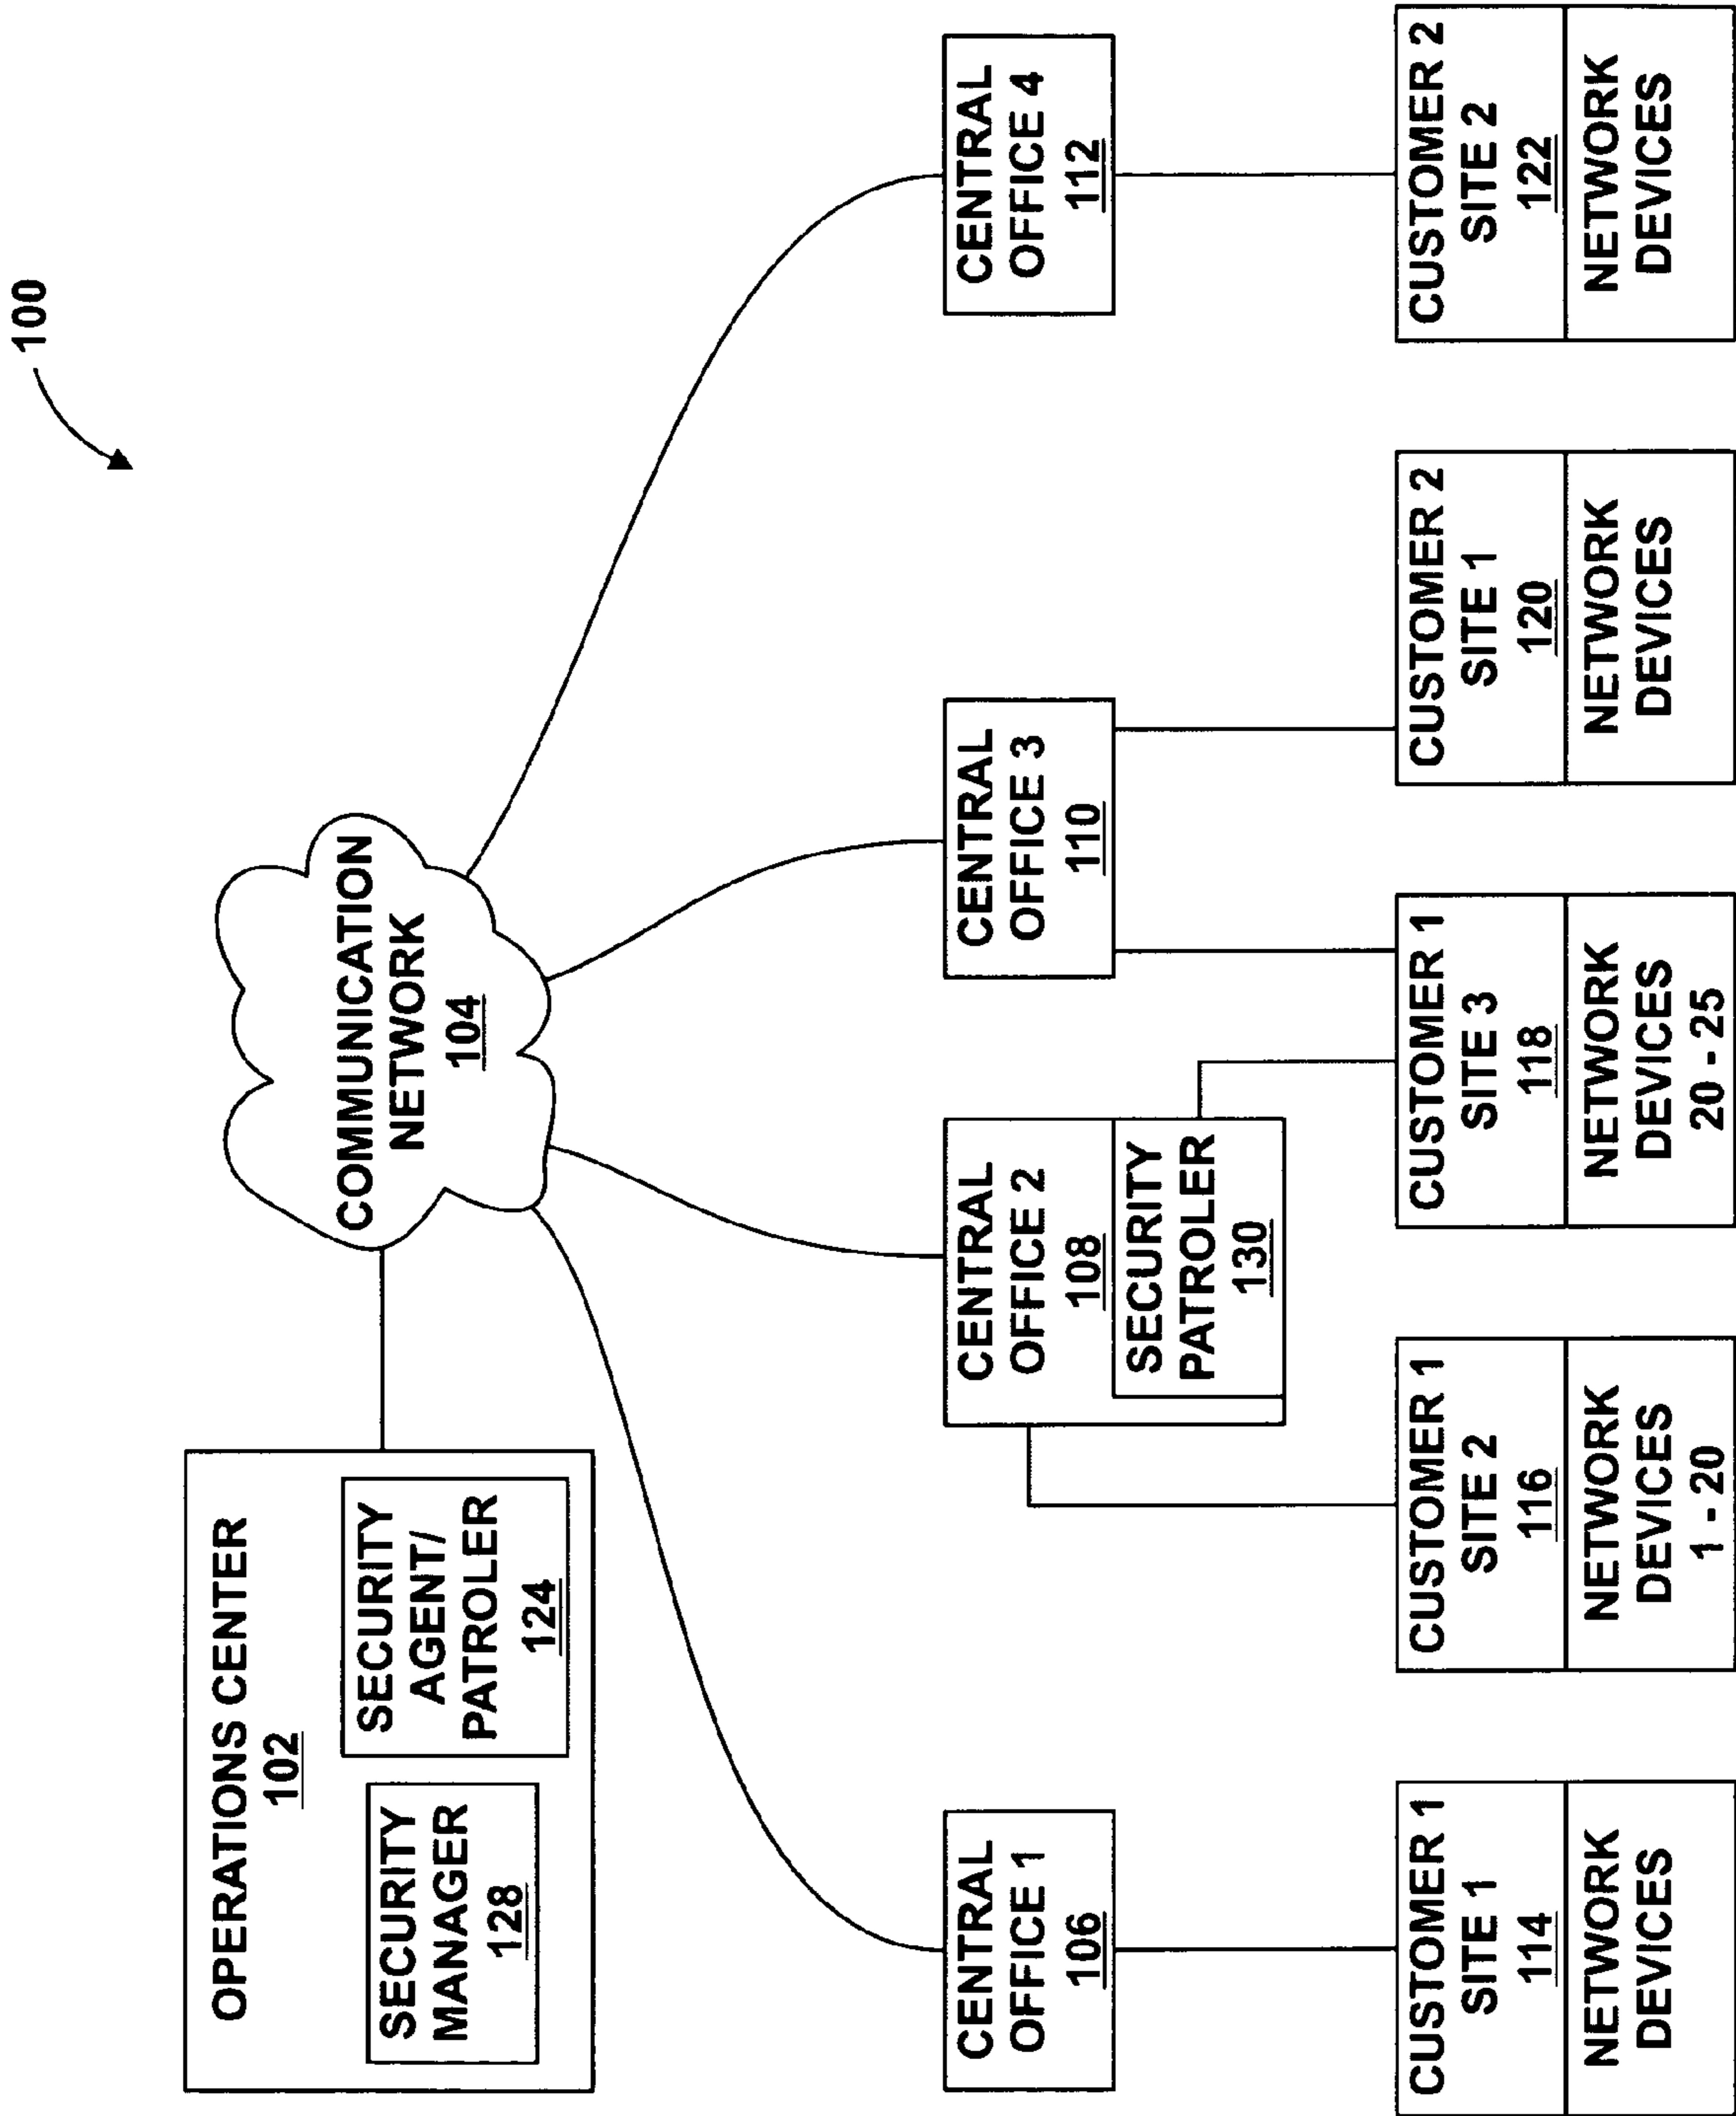 100
OPERATIONS CENTER
102
SECURITY
MANAGER
128
SECURITY
AGENT/
PATROLER
124
COMMUNICATION
NETWORK
104
CENTRAL
OFFICE 1
106
CENTRAL
OFFICE 2
108
SECURITY
PATROLER
130
CENTRAL
OFFICE 3
110
CENTRAL
OFFICE 4
112
CUSTOMER 1
SITE 1
114
NETWORK
DEVICES
CUSTOMER 1
SITE 2
116
NETWORK
DEVICES
1 - 20
CUSTOMER 1
SITE 3
118
NETWORK
DEVICES
20 - 25
CUSTOMER 2
SITE 1
120
NETWORK
DEVICES
CUSTOMER 2
SITE 2
122
NETWORK
DEVICES